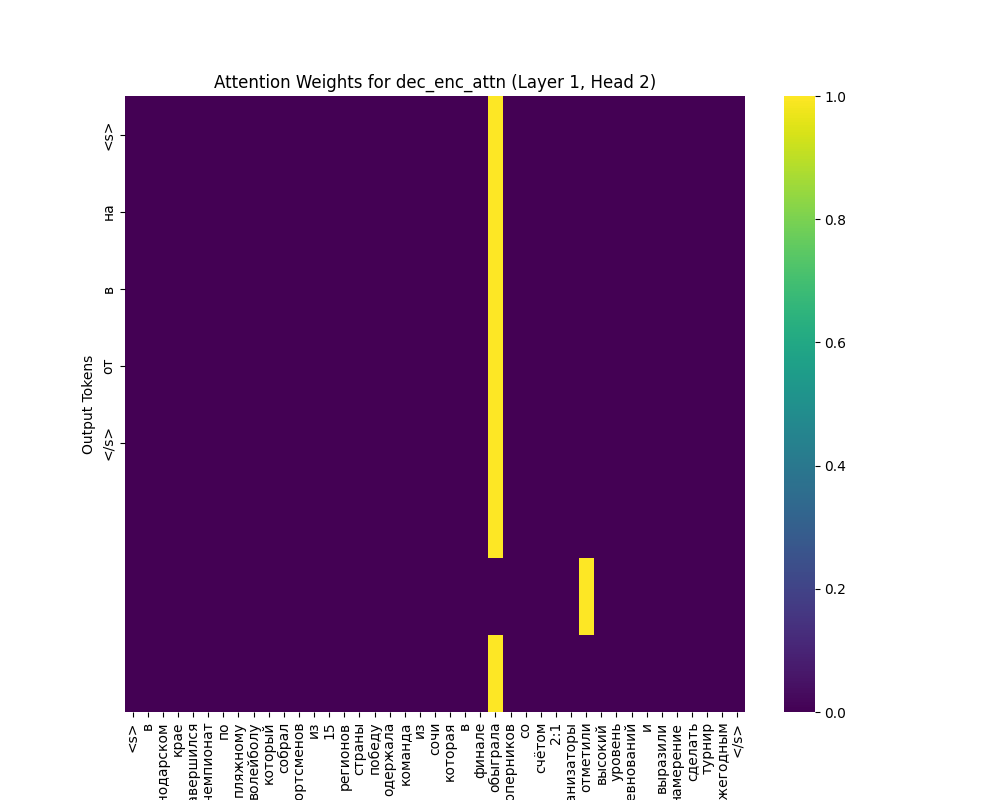 Attention Weights for dec_enc_attn (Layer 1, Head 2)
Output Tokens
<s>
на
в
от
</s>
1.0
0.8
0.6
0.4
0.2
0.0
<s>
в
нодарском
крае
авершился
чемпионат
по
пляжному
волейболу
который
собрал
ортсменов
из
15
регионов
страны
победу
одержала
команда
из
сочи
которая
в
финале
обыграла
оперников
со
счётом
2:1
анизаторы
отметили
высокий
уровень
евнований
и
выразили
намерение
сделать
турнир
жегодным
</s>